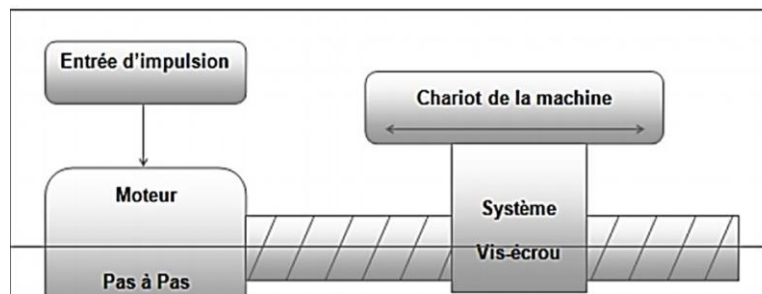 Entrée d’impulsion
Chariot de la machine
Moteur
Pas à Pas
Système
Vis-écrou